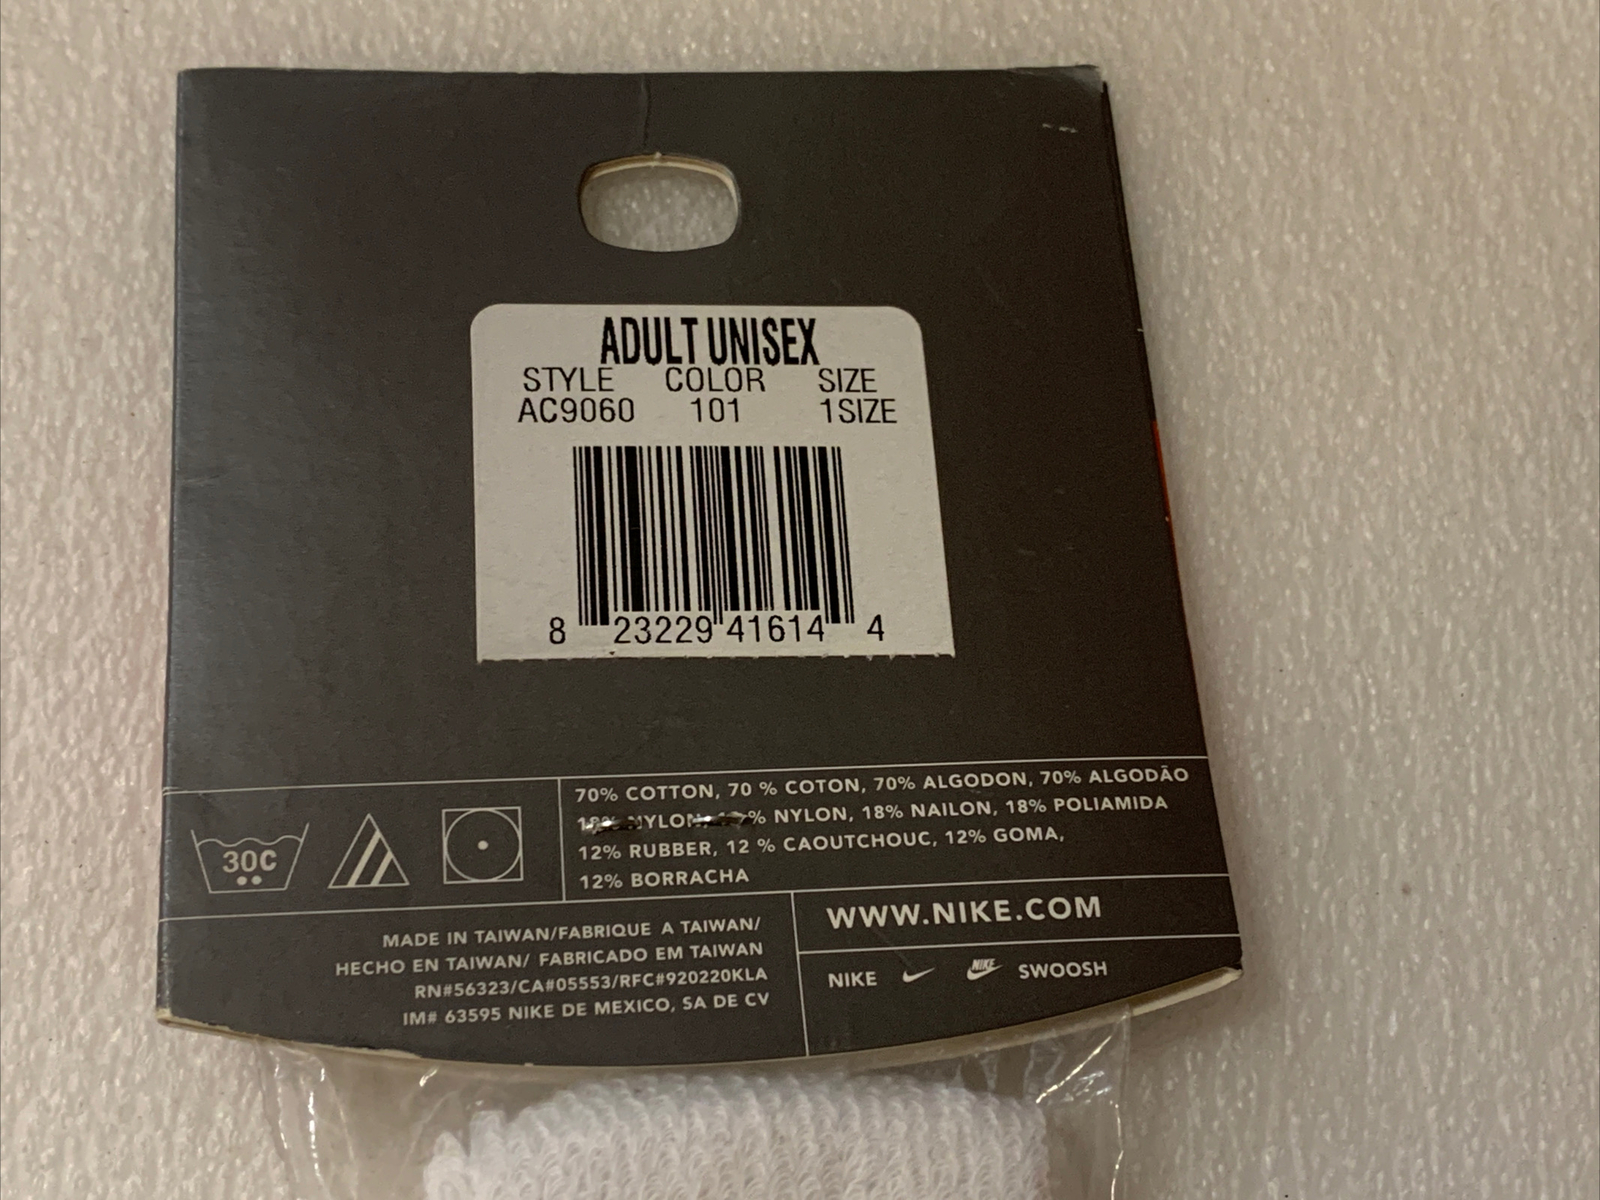 ADULT UNISEX
STYLE COLOR SIZE
AC9060 101 1SIZE
8 23229 41614 4
30C
70% COTTON, 70 % COTON, 70% ALGODON, 70% ALGODÃO
NYLON, % NYLON, 18% NAILON, 18% POLIAMIDA
12% RUBBER, 12 % CAOUTCHOUC, 12% GOMA,
12% BORRACHA
MADE IN TAIWAN/FABRIQUE A TAIWAN/
HECHO EN TAIWAN/ FABRICADO EM TAIWAN
RN#56323/CA#05553/RFC#920220KLA
IM# 63595 NIKE DE MEXICO, SA DE CV
WWW.NIKE.COM
NIKE NIKE SWOOSH